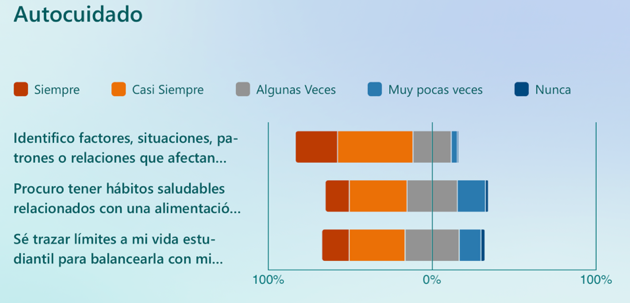 Autocuidado
Siempre Casi Siempre Algunas Veces Muy pocas veces Nunca
Identifico factores, situaciones, pa-
trones o relaciones que afectan...
Procuro tener hábitos saludables
relacionados con una alimentació...
Sé trazar límites a mi vida estu-
diantil para balancearla con mi...
100% 0% 100%